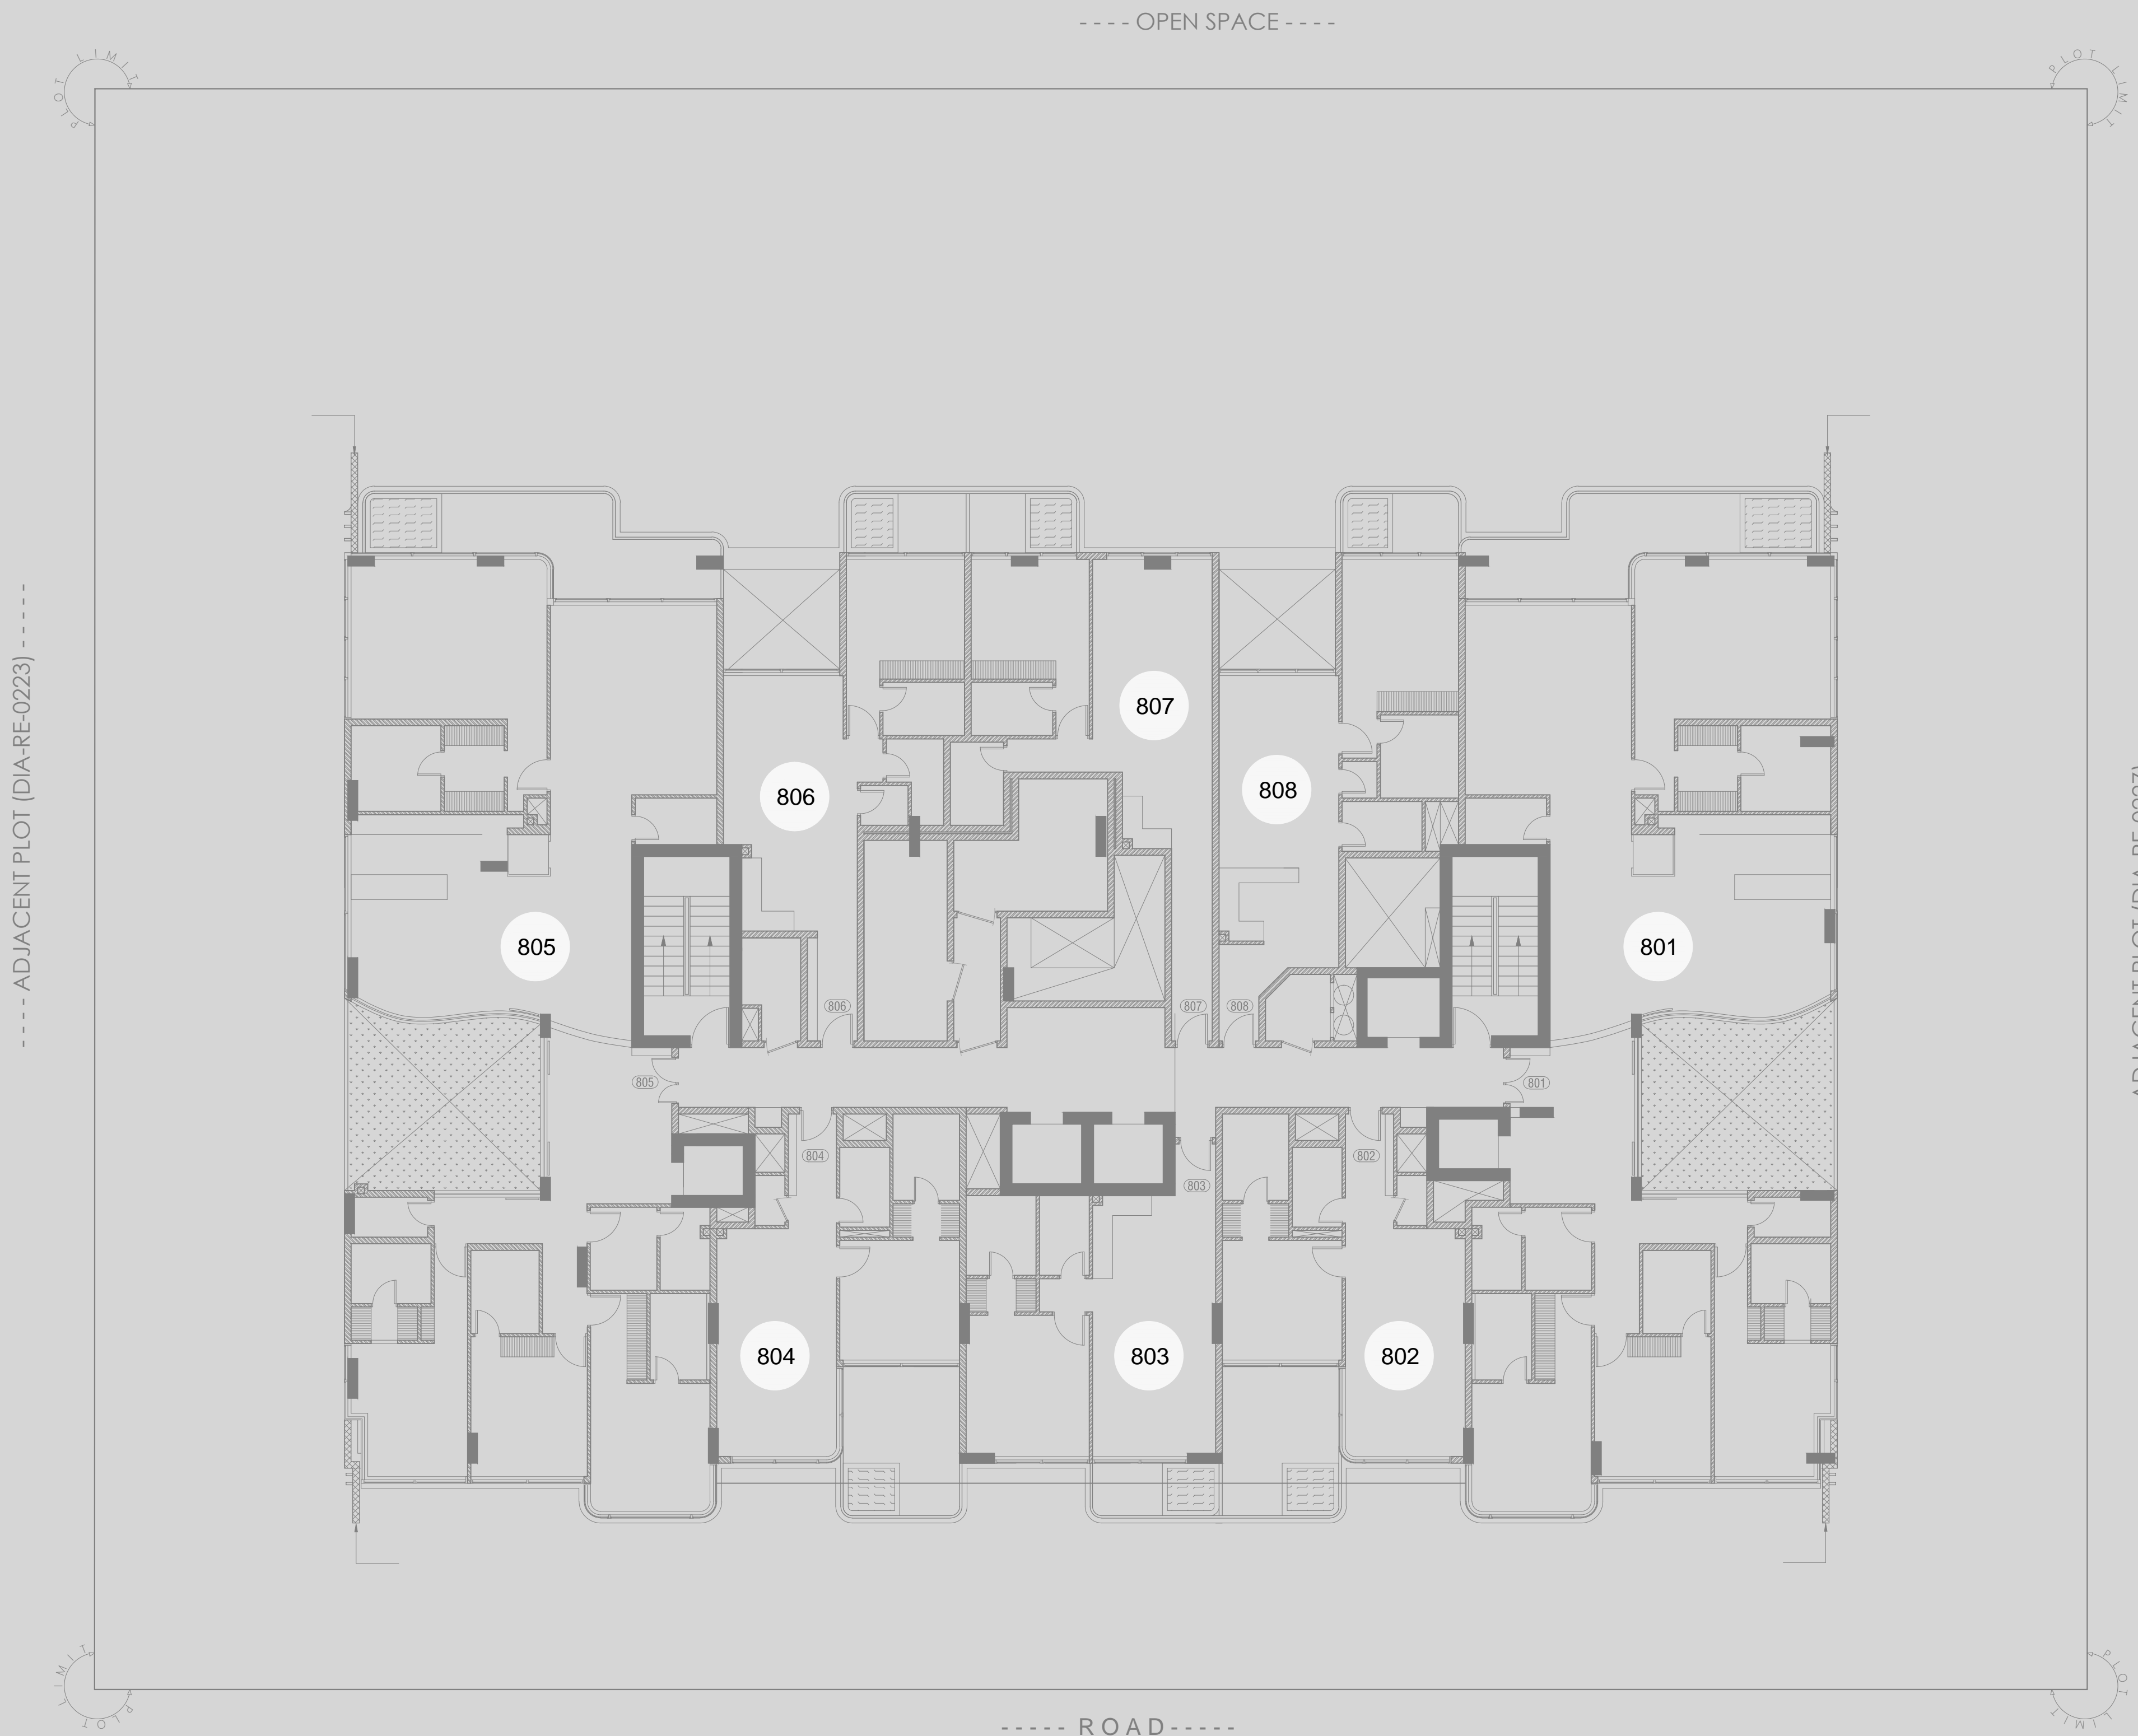 - - - - OPEN SPACE - - - -
PLOT LIMIT
PLOT LIMIT
- - - - ADJACENT PLOT (DIA-RE-0223) - - - - -
807
808
806
805
801
806
807
808
805
801
804
802
803
804
803
802
PLOT LIMIT
PLOT LIMIT
- - - - - ROAD - - - - -